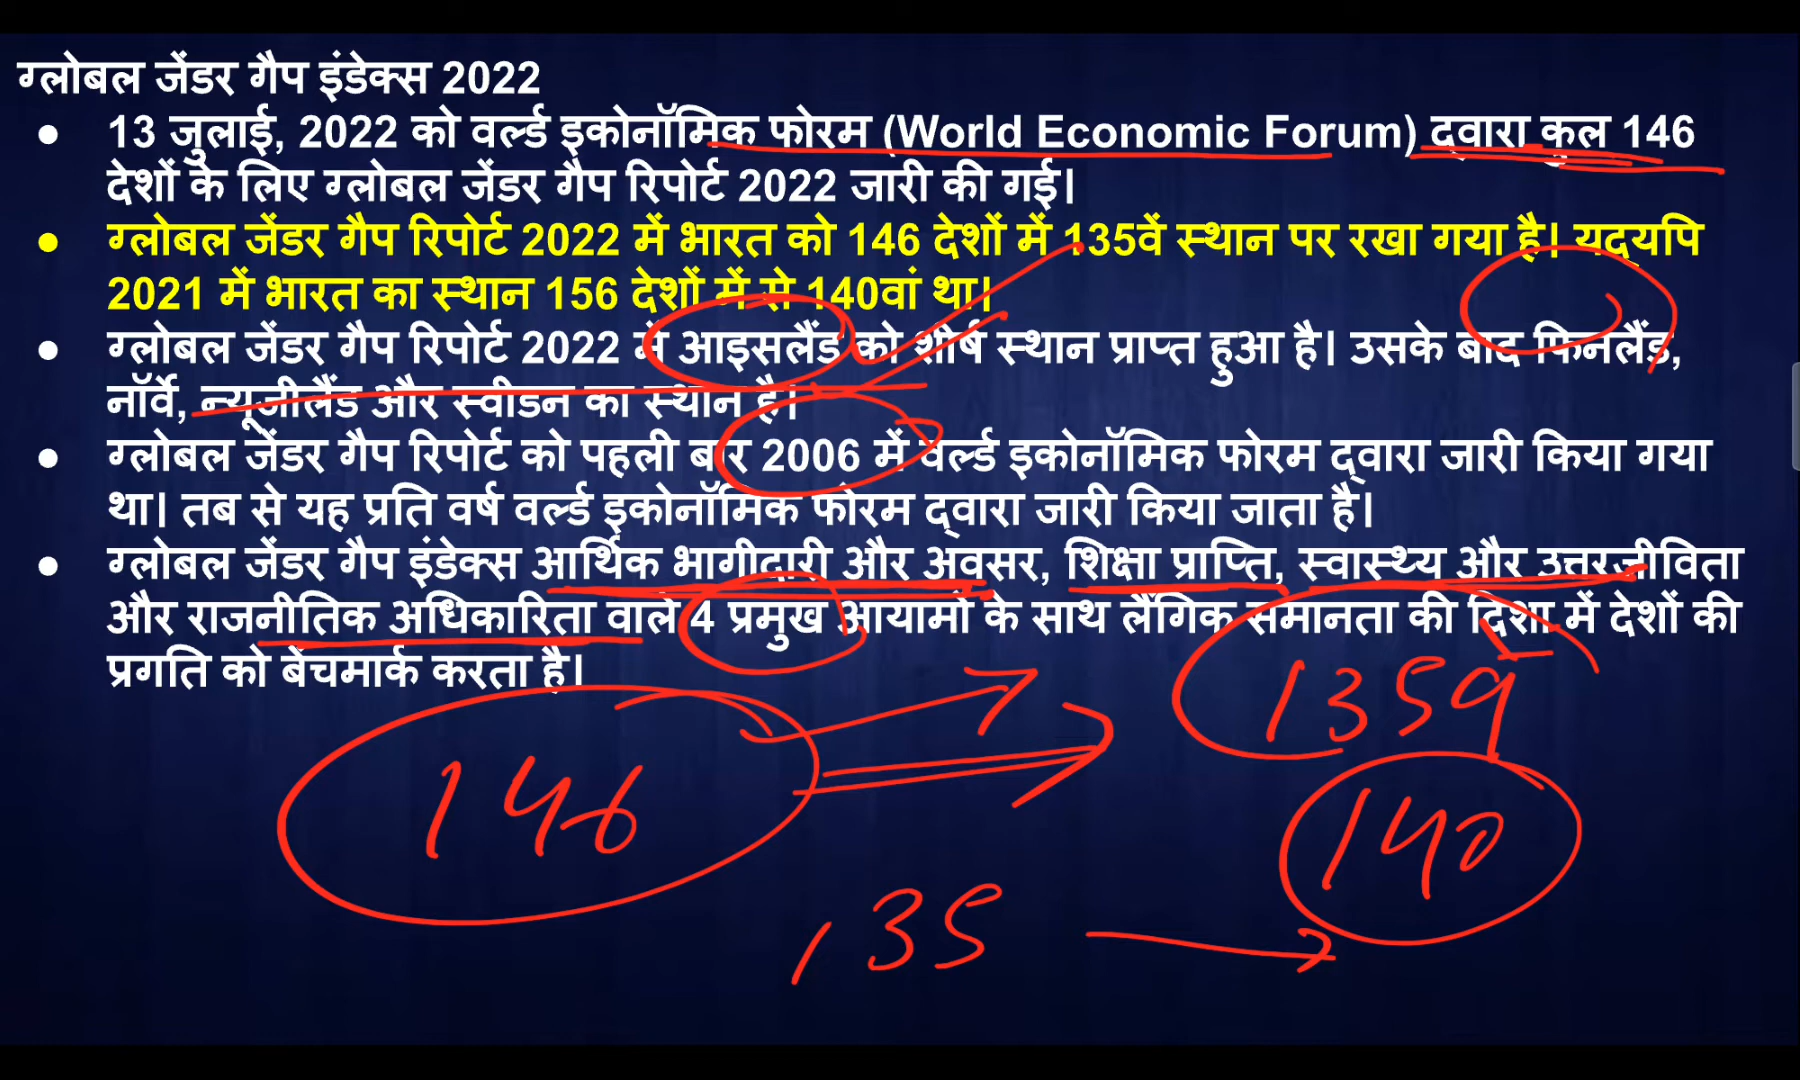 ग्लोबल जेंडर गैप इंडेक्स 2022
● 13 जुलाई, 2022 को वर्ल्ड इकोनॉमिक फोरम (World Economic Forum) द्वारा कुल 146
देशों के लिए ग्लोबल जेंडर गैप रिपोर्ट 2022 जारी की गई।
● ग्लोबल जेंडर गैप रिपोर्ट 2022 में भारत को 146 देशों में 135वें स्थान पर रखा गया है। यद्यपि
2021 में भारत का स्थान 156 देशों में से 140वां था।
● ग्लोबल जेंडर गैप रिपोर्ट 2022 में आइसलैंड को शीर्ष स्थान प्राप्त हुआ है। उसके बाद फिनलैंड,
नॉर्वे, न्यूजीलैंड और स्वीडन का स्थान है।
● ग्लोबल जेंडर गैप रिपोर्ट को पहली बार 2006 में वर्ल्ड इकोनॉमिक फोरम द्वारा जारी किया गया
था। तब से यह प्रति वर्ष वर्ल्ड इकोनॉमिक फोरम द्वारा जारी किया जाता है।
● ग्लोबल जेंडर गैप इंडेक्स आर्थिक भागीदारी और अवसर, शिक्षा प्राप्ति, स्वास्थ्य और उत्तरजीविता
और राजनीतिक अधिकारिता वाले 4 प्रमुख आयामों के साथ लैंगिक समानता की दिशा में देशों की
प्रगति को बेंचमार्क करता है।
135
146
140
135